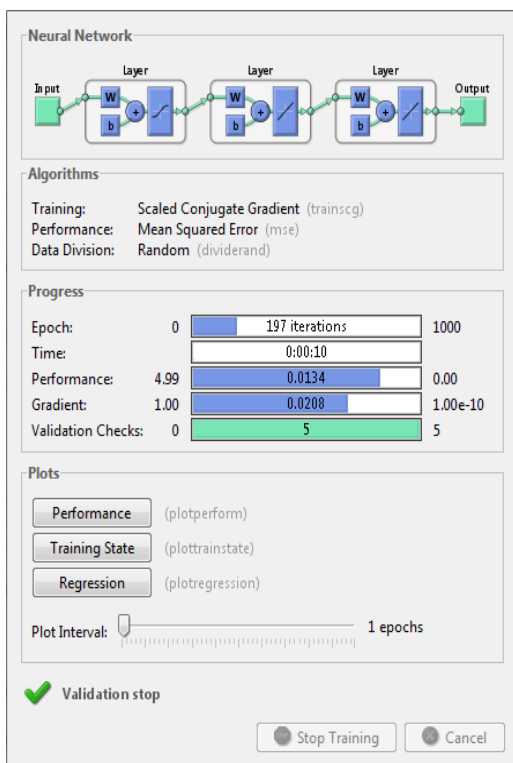 Neural Network
Layer Layer Layer
Input Output
W W W
+ + +
b b b
Algorithms
Training: Scaled Conjugate Gradient (trainscg)
Performance: Mean Squared Error (mse)
Data Division: Random (dividerand)
Progress
Epoch: 0 197 iterations 1000
Time: 0:00:10
Performance: 4.99 0.0134 0.00
Gradient: 1.00 0.0208 1.00e-10
Validation Checks: 0 5 5
Plots
Performance (plotperform)
Training State (plottrainstate)
Regression (plotregression)
Plot Interval: 1 epochs
Validation stop
Stop Training Cancel